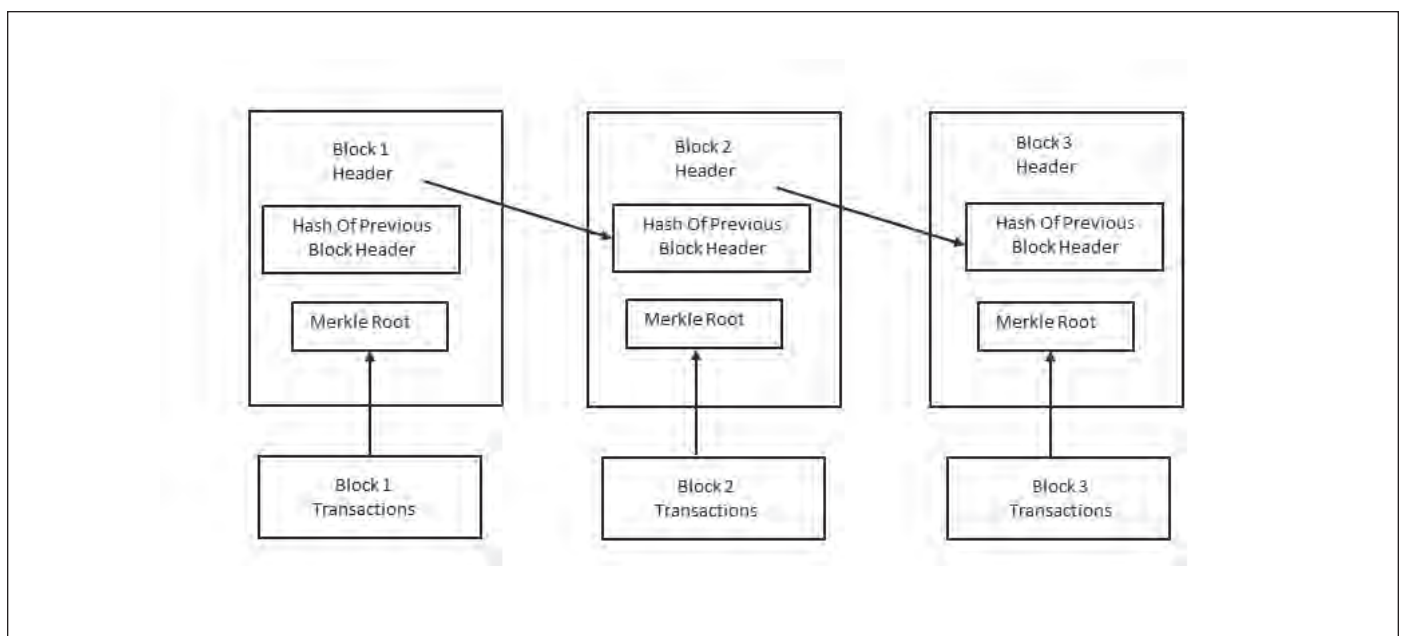 Block 1
Header
Hash Of Previous
Block Header
Merkle Root
Block 1
Transactions
Block 2
Header
Hash Of Previous
Block Header
Merkle Root
Block 2
Transactions
Block 3
Header
Hash Of Previous
Block Header
Merkle Root
Block 3
Transactions